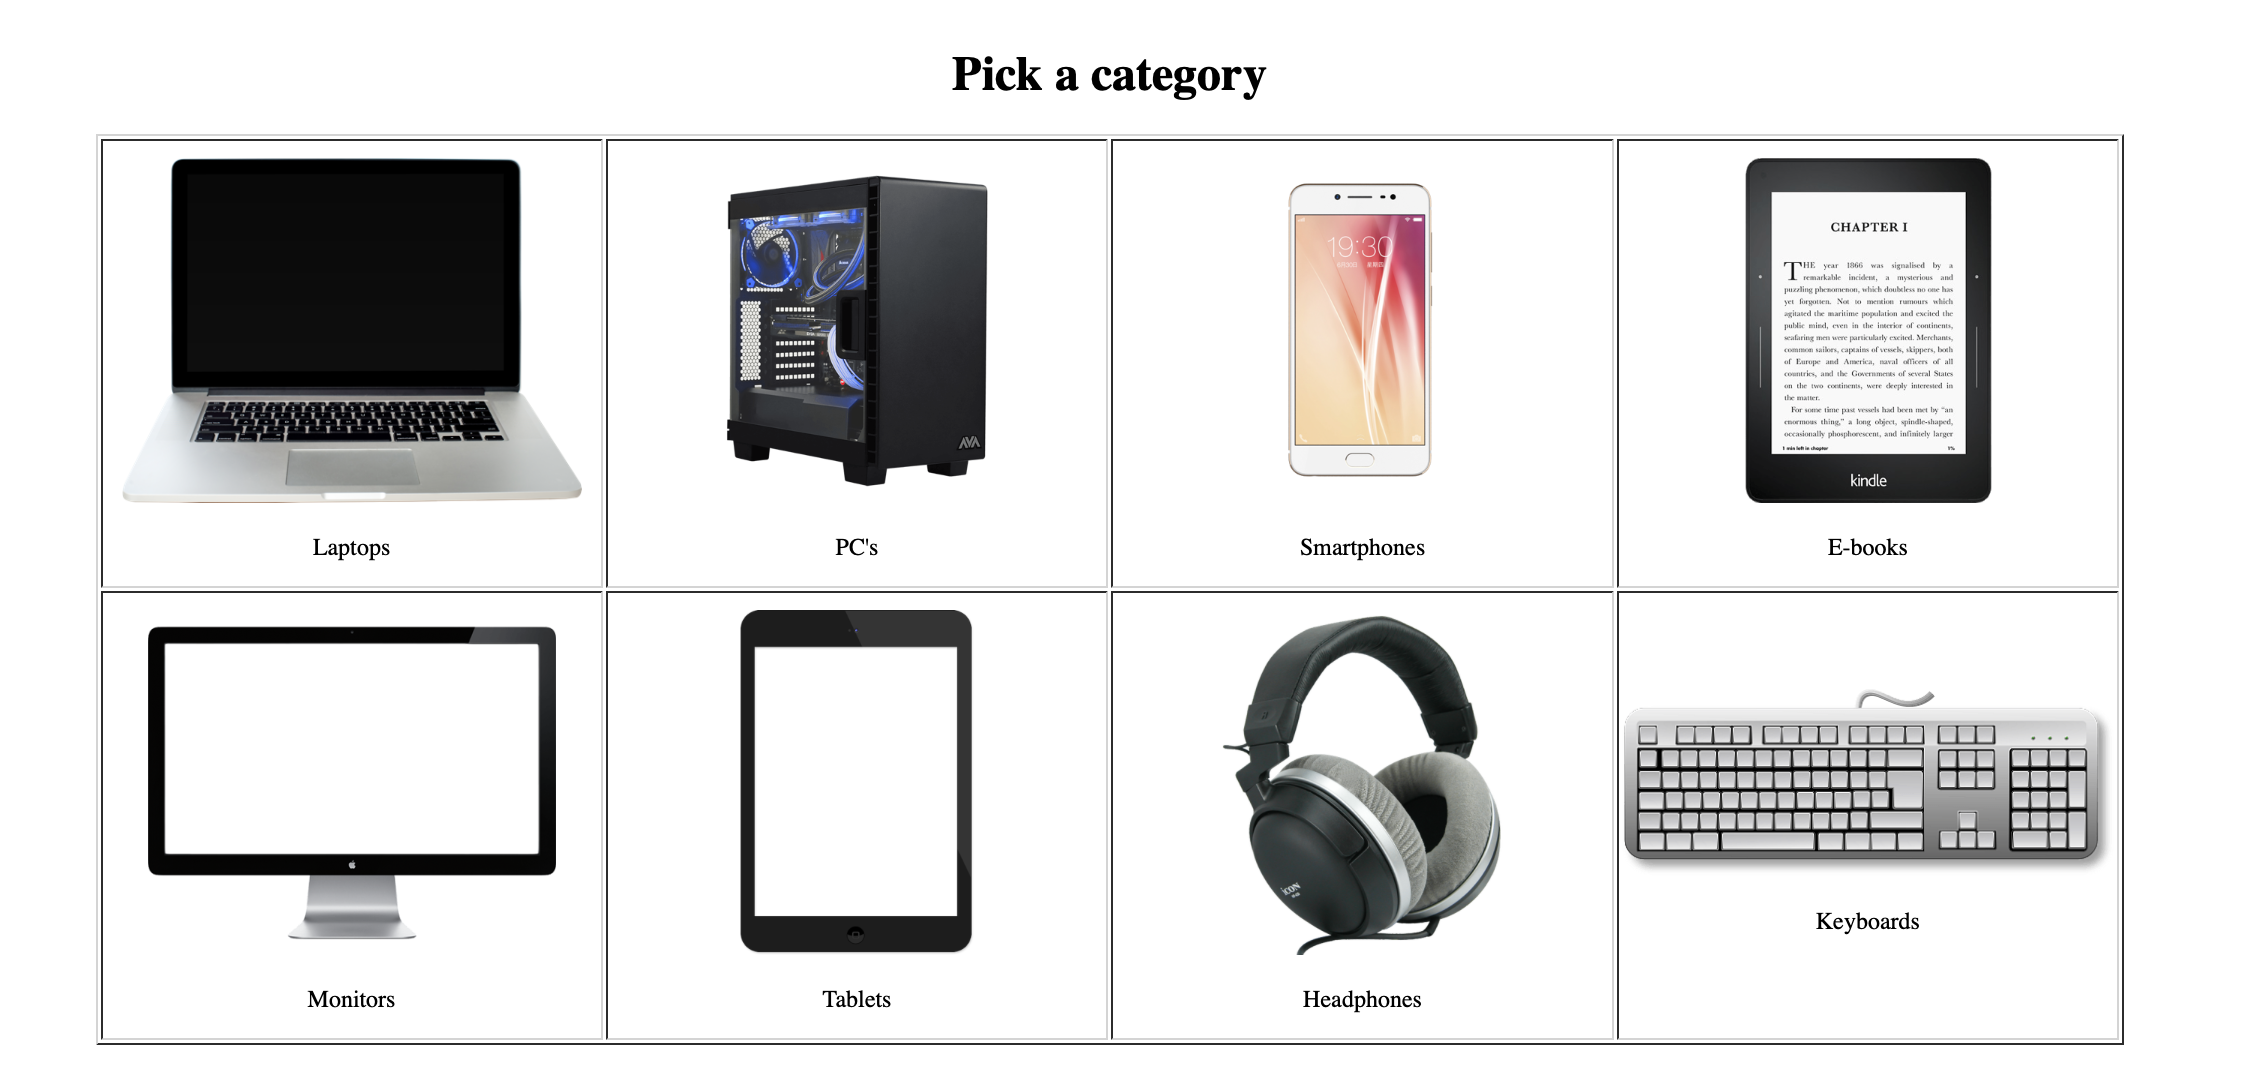 Pick a category
AVA
19:30
CHAPTER I
THE year 1866 was signalised by a
remarkable incident, a mysterious and
puzzling phenomenon, which doubtless no one has
yet forgotten. Not to mention rumours which
agitated the maritime population and excited the
public mind, even in the interior of continents,
seafaring men were particularly excited. Merchants,
common sailors, captains of vessels, skippers, both
of Europe and America, naval officers of all
countries, and the Governments of several States
on the two continents, were deeply interested in
the matter.
For some time past vessels had been met by “an
enormous thing,” a long object, spindle-shaped,
occasionally phosphorescent, and infinitely larger
1 min left in chapter 1%
kindle
Laptops
PC's
Smartphones
E-books
iCON
Monitors
Tablets
Headphones
Keyboards